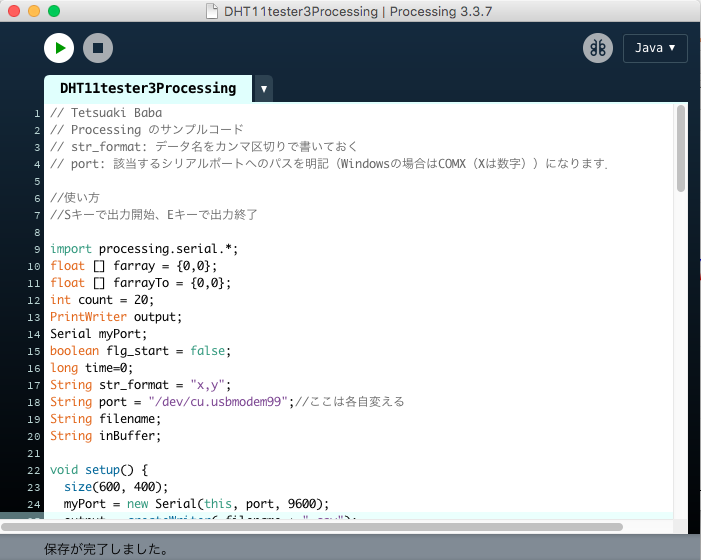 DHT11tester3Processing | Processing 3.3.7
Java ▼
DHT11tester3Processing ▼
1 // Tetsuaki Baba
2 // Processing のサンプルコード
3 // str_format: データ名をカンマ区切りで書いておく
4 // port: 該当するシリアルポートへのパスを明記（Windowsの場合はCOMX（Xは数字））になります．
5
6 //使い方
7 //Sキーで出力開始、Eキーで出力終了
8
9 import processing.serial.*;
10 float [] farray = {0,0};
11 float [] farrayTo = {0,0};
12 int count = 20;
13 PrintWriter output;
14 Serial myPort;
15 boolean flg_start = false;
16 long time=0;
17 String str_format = "x,y";
18 String port = "/dev/cu.usbmodem99";//ここは各自変える
19 String filename;
20 String inBuffer;
21
22 void setup() {
23 size(600, 400);
24 myPort = new Serial(this, port, 9600);
output = createWriter( filename + ".csv");
保存が完了しました。